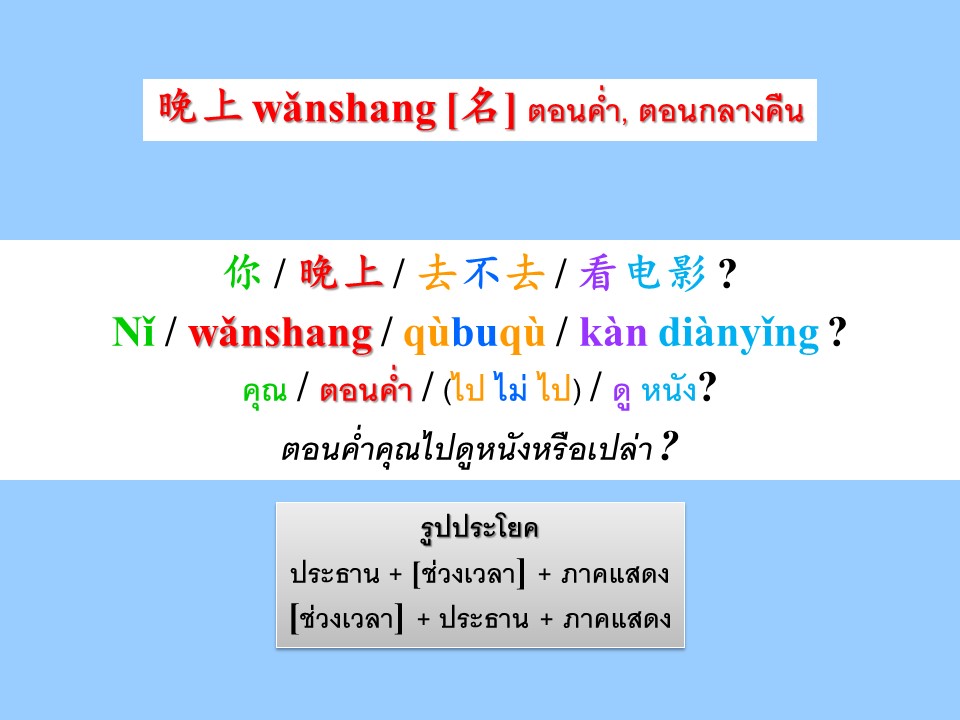 晚上 wǎnshang [名] ตอนค่ำ, ตอนกลางคืน
你 / 晚上 / 去不去 / 看电影 ?
Nǐ / wǎnshang / qùbuqù / kàn diànyǐng ?
คุณ / ตอนค่ำ / (ไป ไม่ ไป) / ดู หนัง?
ตอนค่ำคุณไปดูหนังหรือเปล่า ?
รูปประโยค
ประธาน + [ช่วงเวลา] + ภาคแสดง
[ช่วงเวลา] + ประธาน + ภาคแสดง